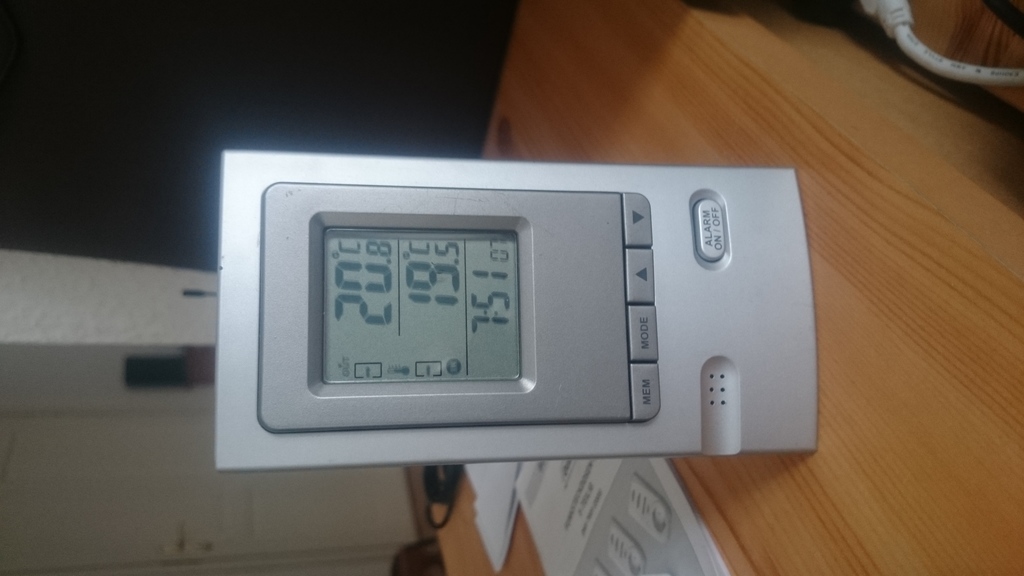 OUT
20.8 °C
19.5 °C
7:51 07
MEM MODE ▲ ▼
ALARM
ON / OFF